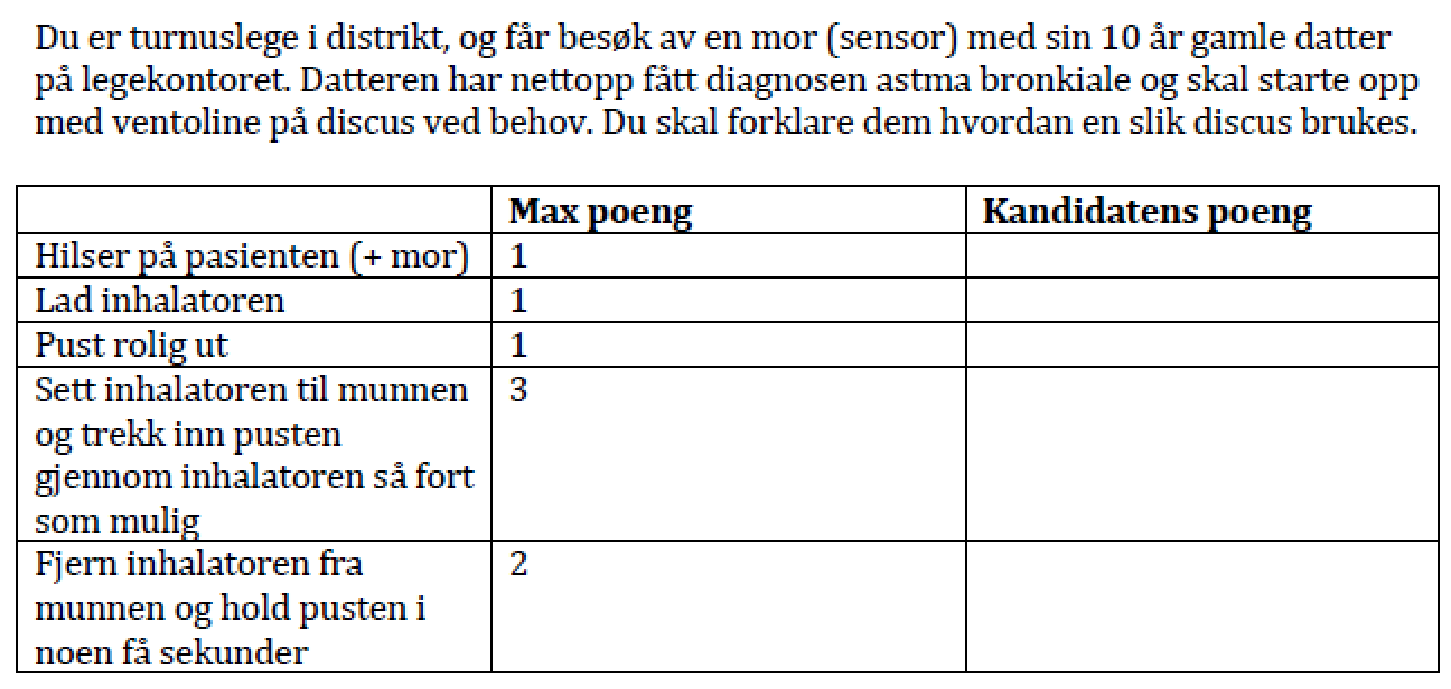 Du er turnuslege i distrikt, og får besøk av en mor (sensor) med sin 10 år gamle datter
på legekontoret. Datteren har nettopp fått diagnosen astma bronkiale og skal starte opp
med ventoline på discus ved behov. Du skal forklare dem hvordan en slik discus brukes.
Max poeng Kandidatens poeng
Hilser på pasienten (+ mor) 1
Lad inhalatoren 1
Pust rolig ut 1
Sett inhalatoren til munnen 3
og trekk inn pusten
gjennom inhalatoren så fort
som mulig
Fjern inhalatoren fra 2
munnen og hold pusten i
noen få sekunder